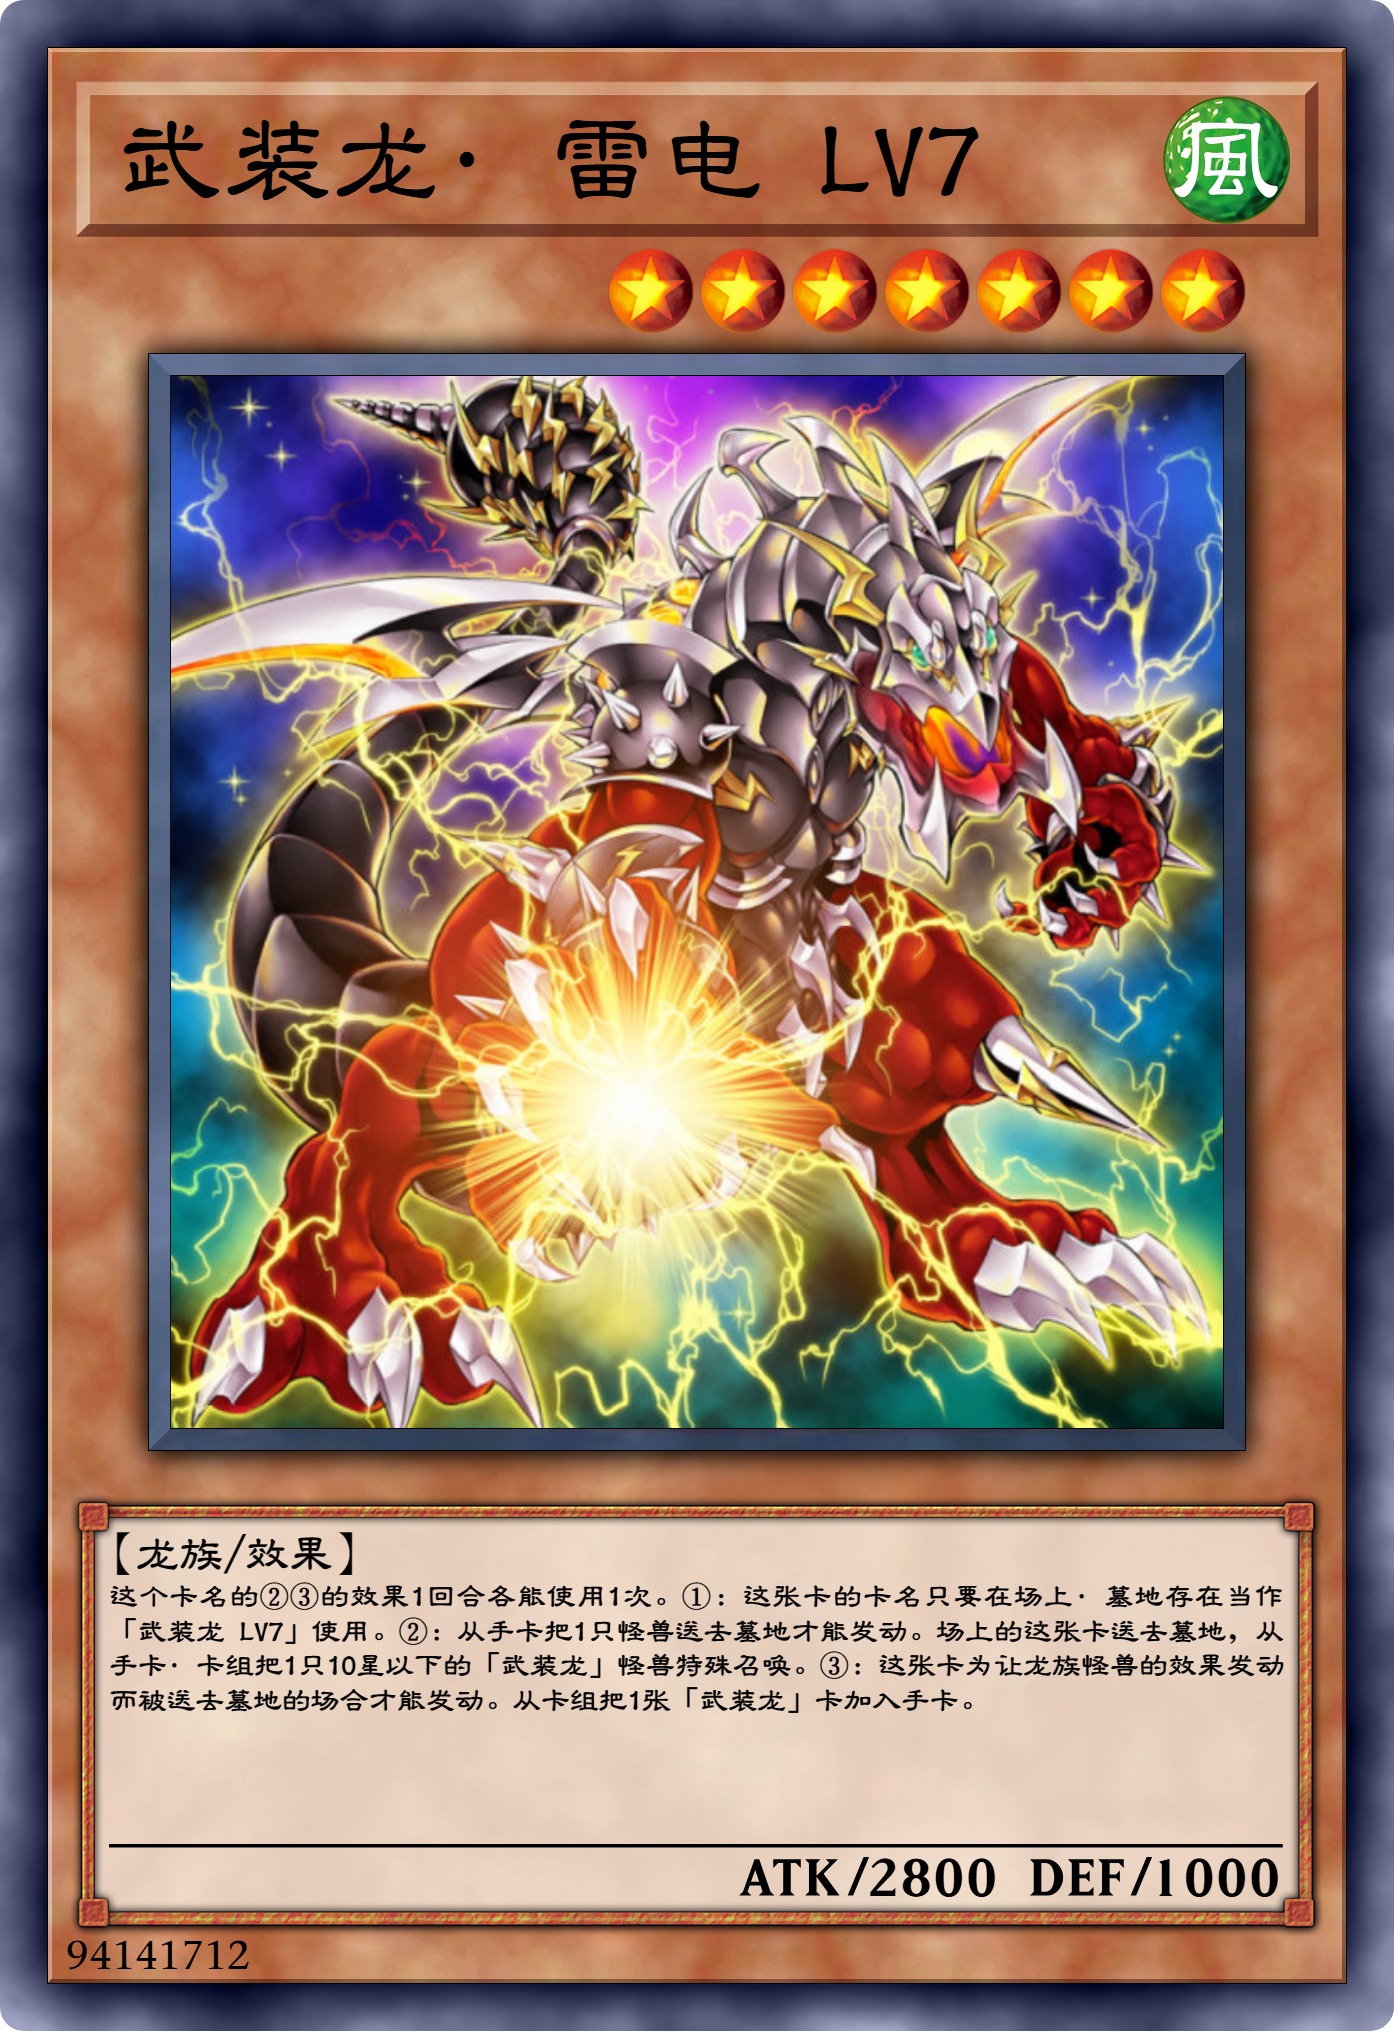 武装龙·雷电 LV7
風
【龙族/效果】
这个卡名的②③的效果1回合各能使用1次。①：这张卡的卡名只要在场上·墓地存在当作
「武装龙 LV7」使用。②：从手卡把1只怪兽送去墓地才能发动。场上的这张卡送去墓地，从
手卡·卡组把1只10星以下的「武装龙」怪兽特殊召唤。③：这张卡为让龙族怪兽的效果发动
而被送去墓地的场合才能发动。从卡组把1张「武装龙」卡加入手卡。
ATK/2800 DEF/1000
94141712